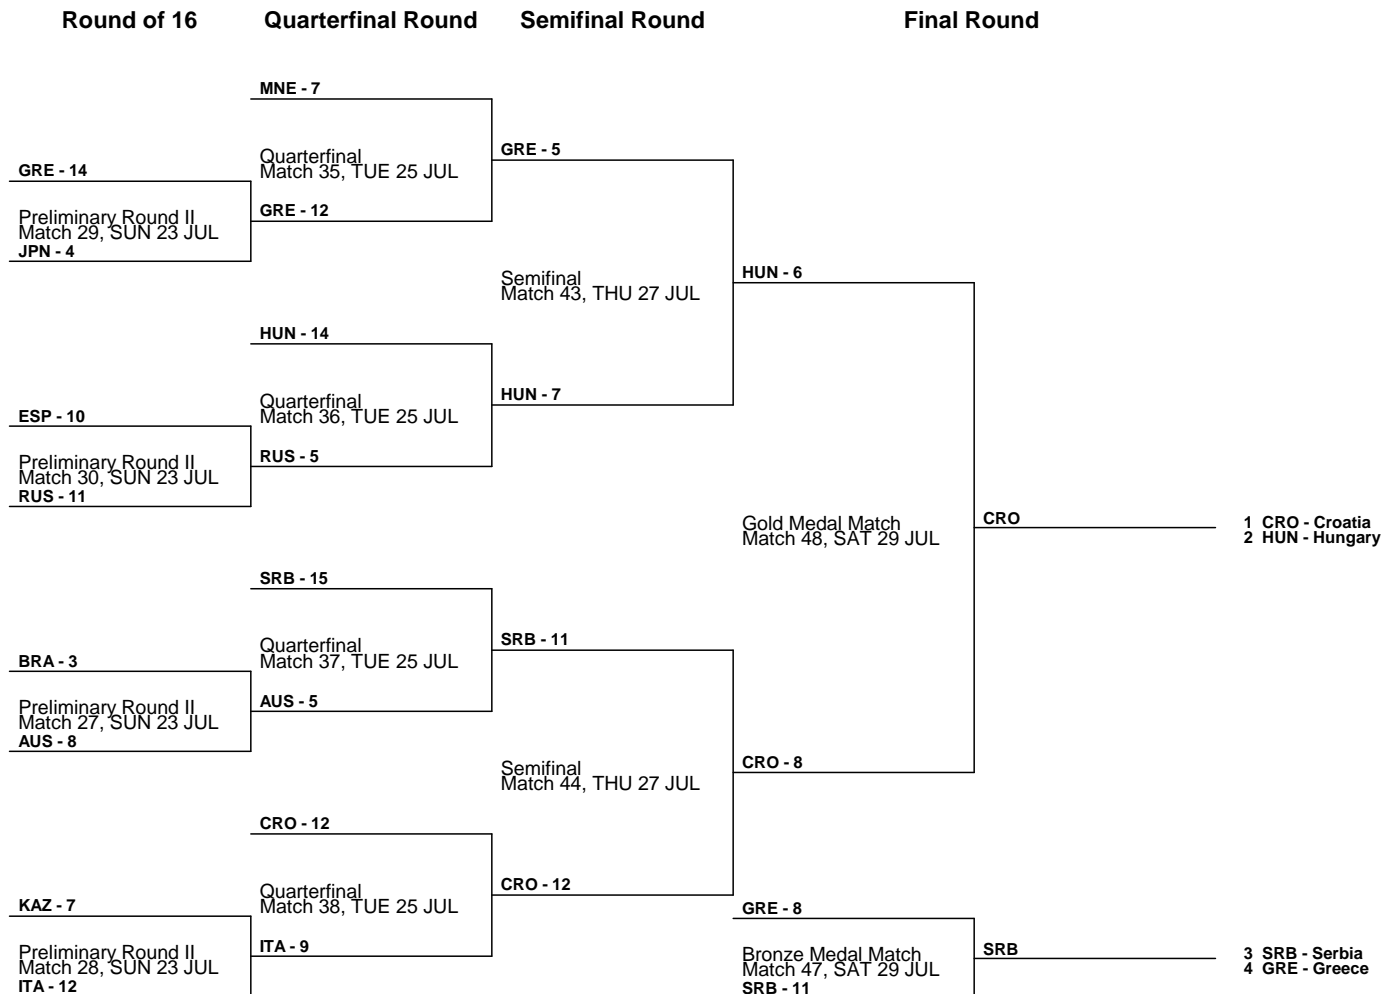 Round of 16
Quarterfinal Round
Semifinal Round
Final Round
GRE - 14
Preliminary Round II
Match 29, SUN 23 JUL
JPN - 4
ESP - 10
Preliminary Round II
Match 30, SUN 23 JUL
RUS - 11
BRA - 3
Preliminary Round II
Match 27, SUN 23 JUL
AUS - 8
KAZ - 7
Preliminary Round II
Match 28, SUN 23 JUL
ITA - 12
MNE - 7
Quarterfinal
Match 35, TUE 25 JUL
GRE - 12
HUN - 14
Quarterfinal
Match 36, TUE 25 JUL
RUS - 5
SRB - 15
Quarterfinal
Match 37, TUE 25 JUL
AUS - 5
CRO - 12
Quarterfinal
Match 38, TUE 25 JUL
ITA - 9
GRE - 5
Semifinal
Match 43, THU 27 JUL
HUN - 7
SRB - 11
Semifinal
Match 44, THU 27 JUL
CRO - 12
HUN - 6
Gold Medal Match
Match 48, SAT 29 JUL
CRO - 8
GRE - 8
Bronze Medal Match
Match 47, SAT 29 JUL
SRB - 11
CRO
1 CRO - Croatia
2 HUN - Hungary
SRB
3 SRB - Serbia
4 GRE - Greece